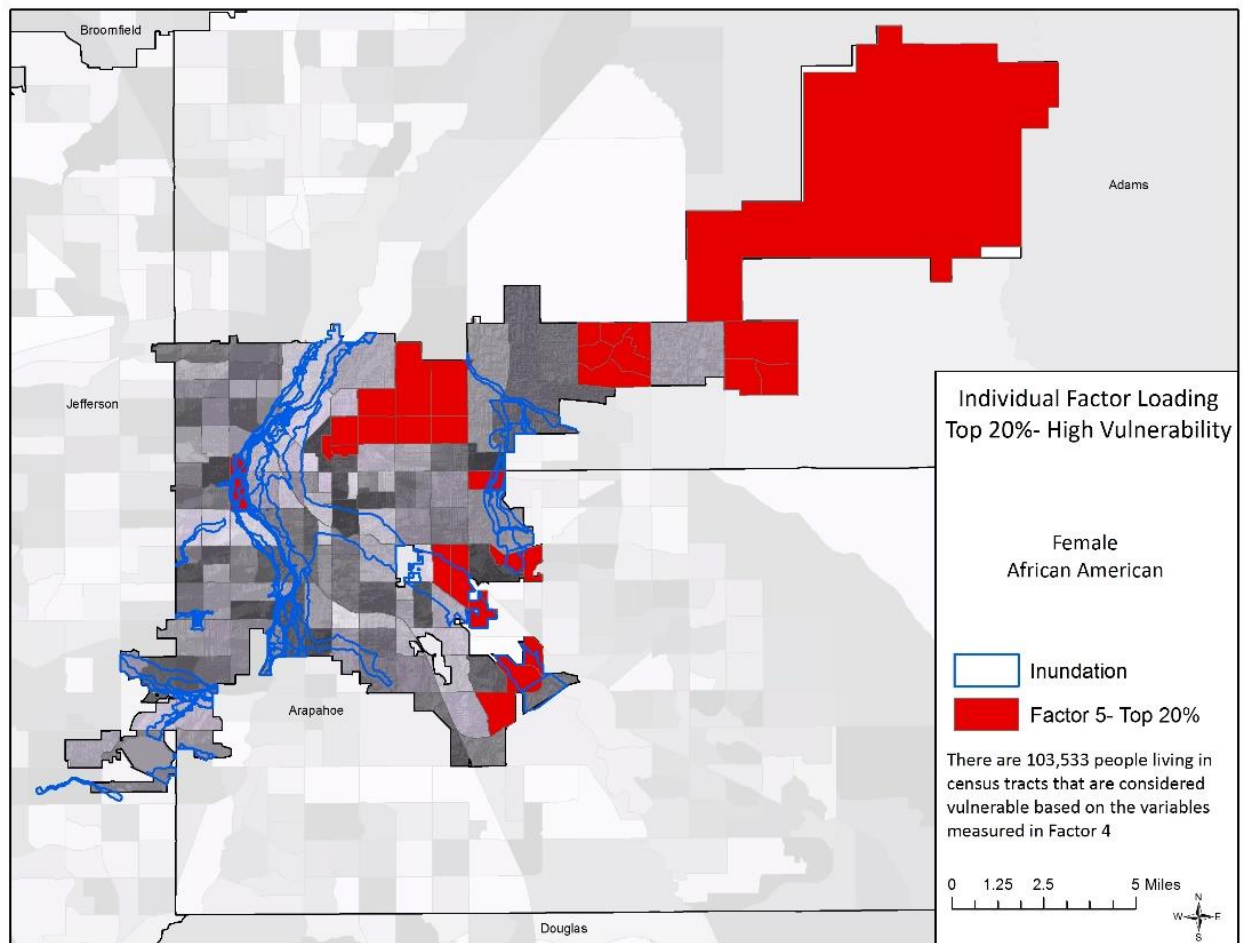 Broomfield
Adams
Jefferson
Arapahoe
Douglas
Individual Factor Loading
Top 20%- High Vulnerability
Female
African American
Inundation
Factor 5- Top 20%
There are 103,533 people living in
census tracts that are considered
vulnerable based on the variables
measured in Factor 4
0 1.25 2.5 5 Miles
N
W E
S